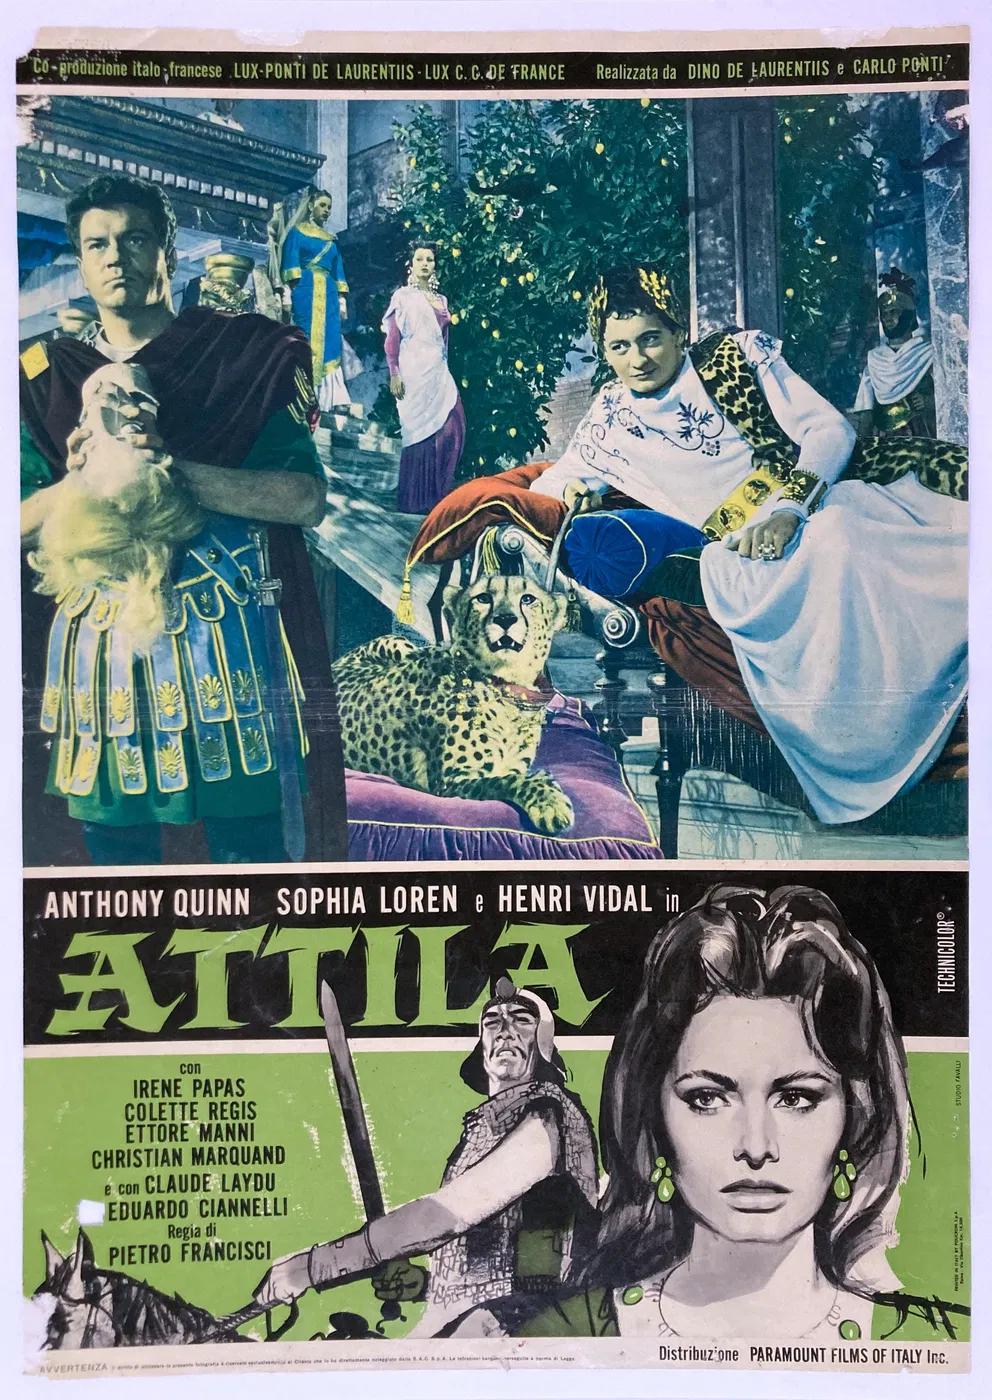 Co-produzione italo-francese LUX-PONTI DE LAURENTIIS-LUX C.C. DE FRANCE Realizzata da DINO DE LAURENTIIS e CARLO PONTI
ANTHONY QUINN SOPHIA LOREN e HENRI VIDAL in
ATTILA
TECHNICOLOR®
con
IRENE PAPAS
COLETTE REGIS
ETTORE MANNI
CHRISTIAN MARQUAND
e con CLAUDE LAYDU
EDUARDO CIANNELLI
Regia di
PIETRO FRANCISCI
STUDIO FAVALLI
Distribuzione PARAMOUNT FILMS OF ITALY Inc.
AVVERTENZA